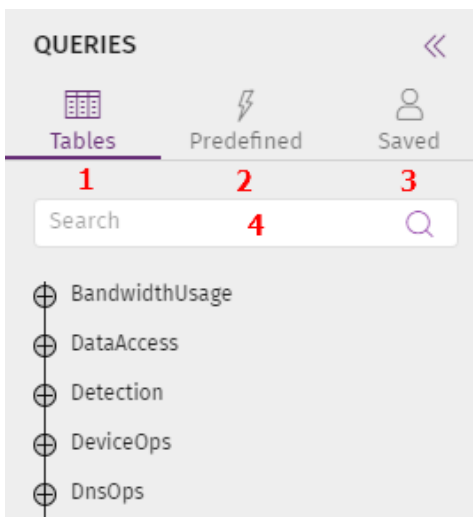 QUERIES
Tables Predefined Saved
1 2 3
Search 4
BandwidthUsage
DataAccess
Detection
DeviceOps
DnsOps